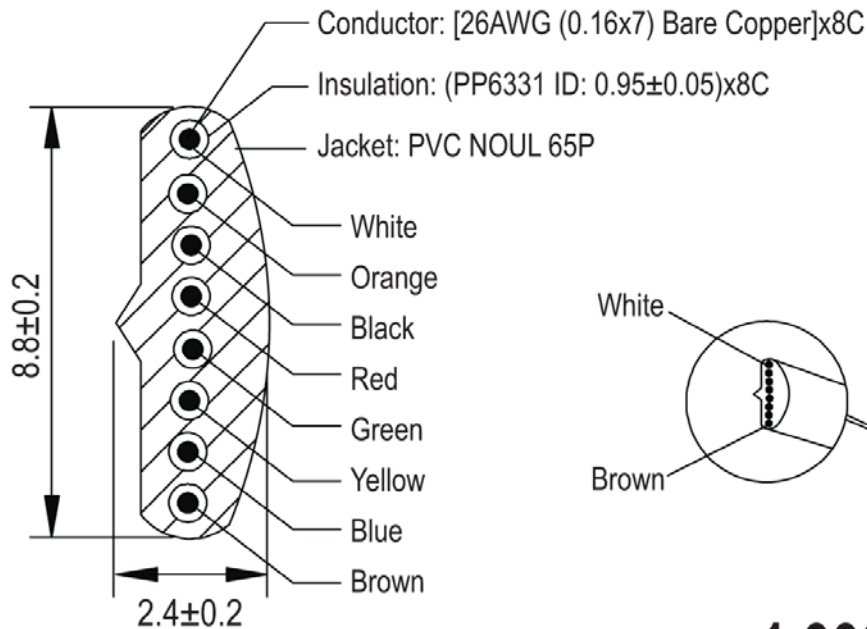 Conductor: [26AWG (0.16x7) Bare Copper]x8C
Insulation: (PP6331 ID: 0.95±0.05)x8C
Jacket: PVC NOUL 65P
White
Orange
Black
Red
Green
Yellow
Blue
Brown
8.8±0.2
2.4±0.2
White
Brown